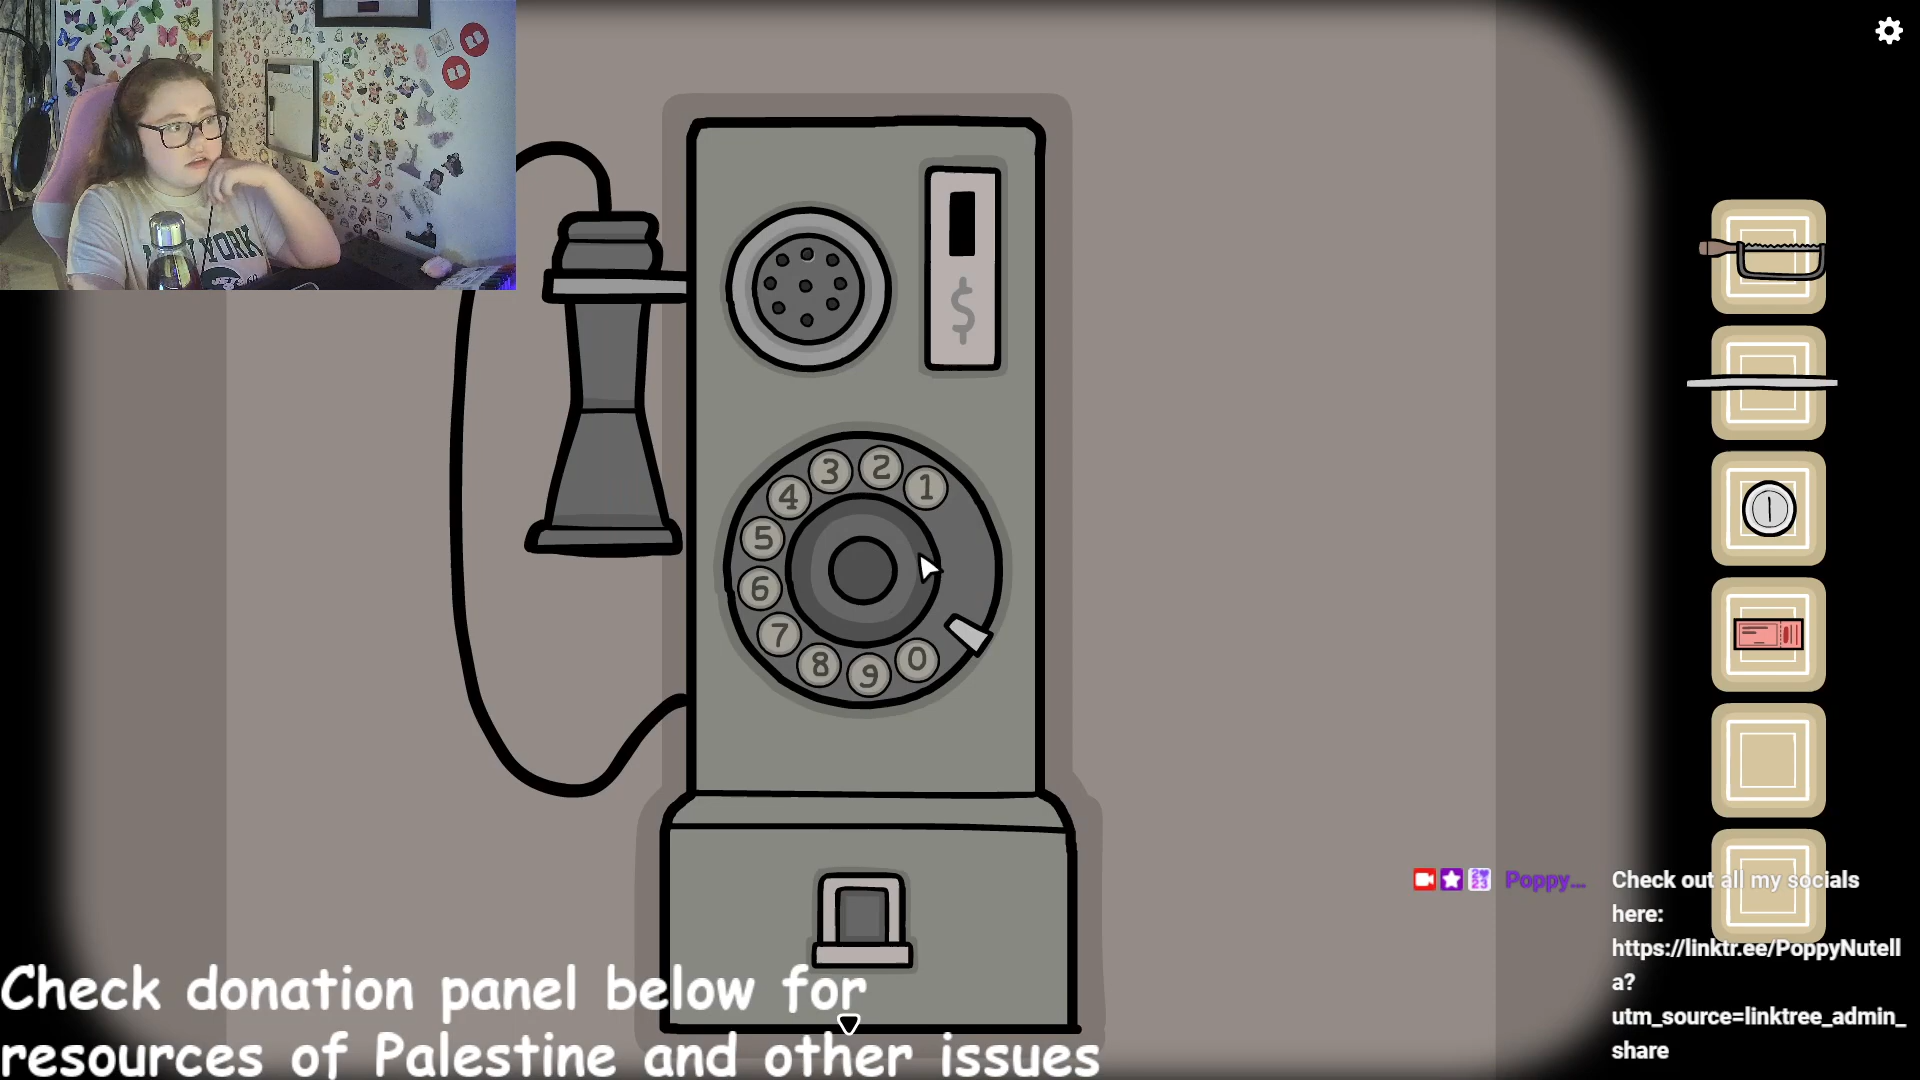 YORK
$
3 2 1
4
5
6
7
8 9 0
Poppy... Check out all my socials
here:
https://linktr.ee/PoppyNutell
a?
utm_source=linktree_admin_
share
Check donation panel below for
resources of Palestine and other issues